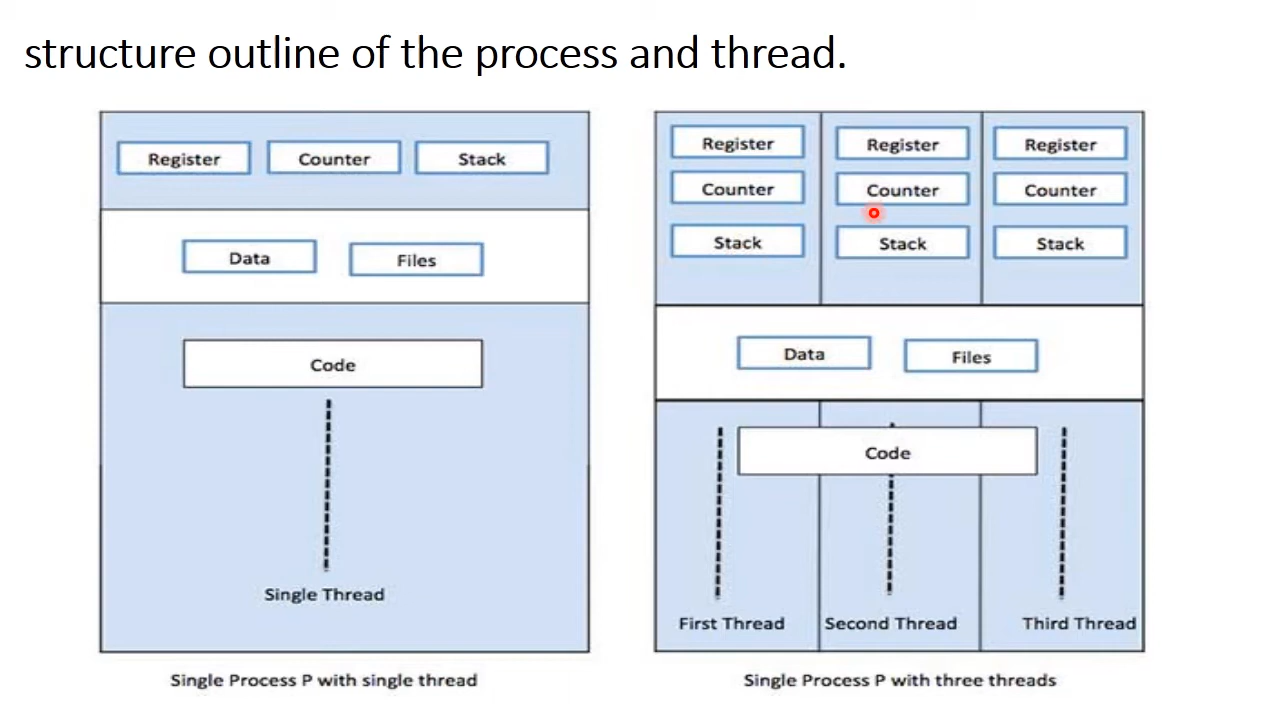 structure outline of the process and thread.
Register Counter Stack
Data Files
Code
Single Thread
Single Process P with single thread
Register Register Register
Counter Counter Counter
Stack Stack Stack
Data Files
Code
First Thread Second Thread Third Thread
Single Process P with three threads